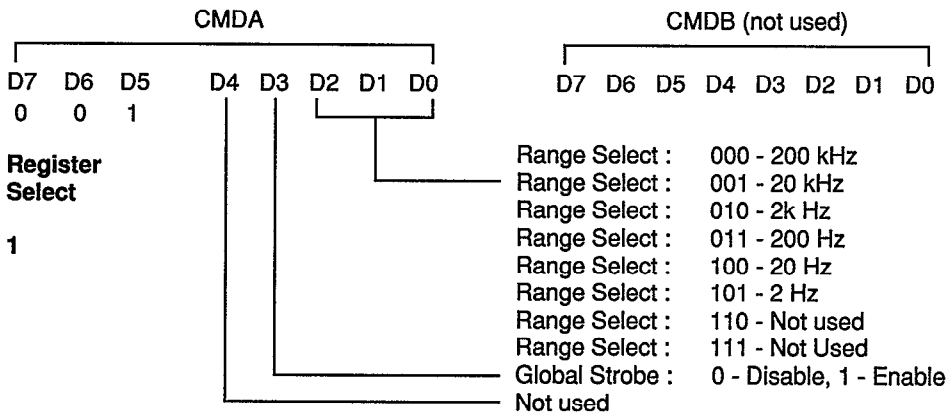 CMDA CMDB (not used)
D7 D6 D5 D4 D3 D2 D1 D0 D7 D6 D5 D4 D3 D2 D1 D0
0 0 1
Register
Select
1
Range Select : 000 - 200 kHz
Range Select : 001 - 20 kHz
Range Select : 010 - 2k Hz
Range Select : 011 - 200 Hz
Range Select : 100 - 20 Hz
Range Select : 101 - 2 Hz
Range Select : 110 - Not used
Range Select : 111 - Not Used
Global Strobe : 0 - Disable, 1 - Enable
Not used